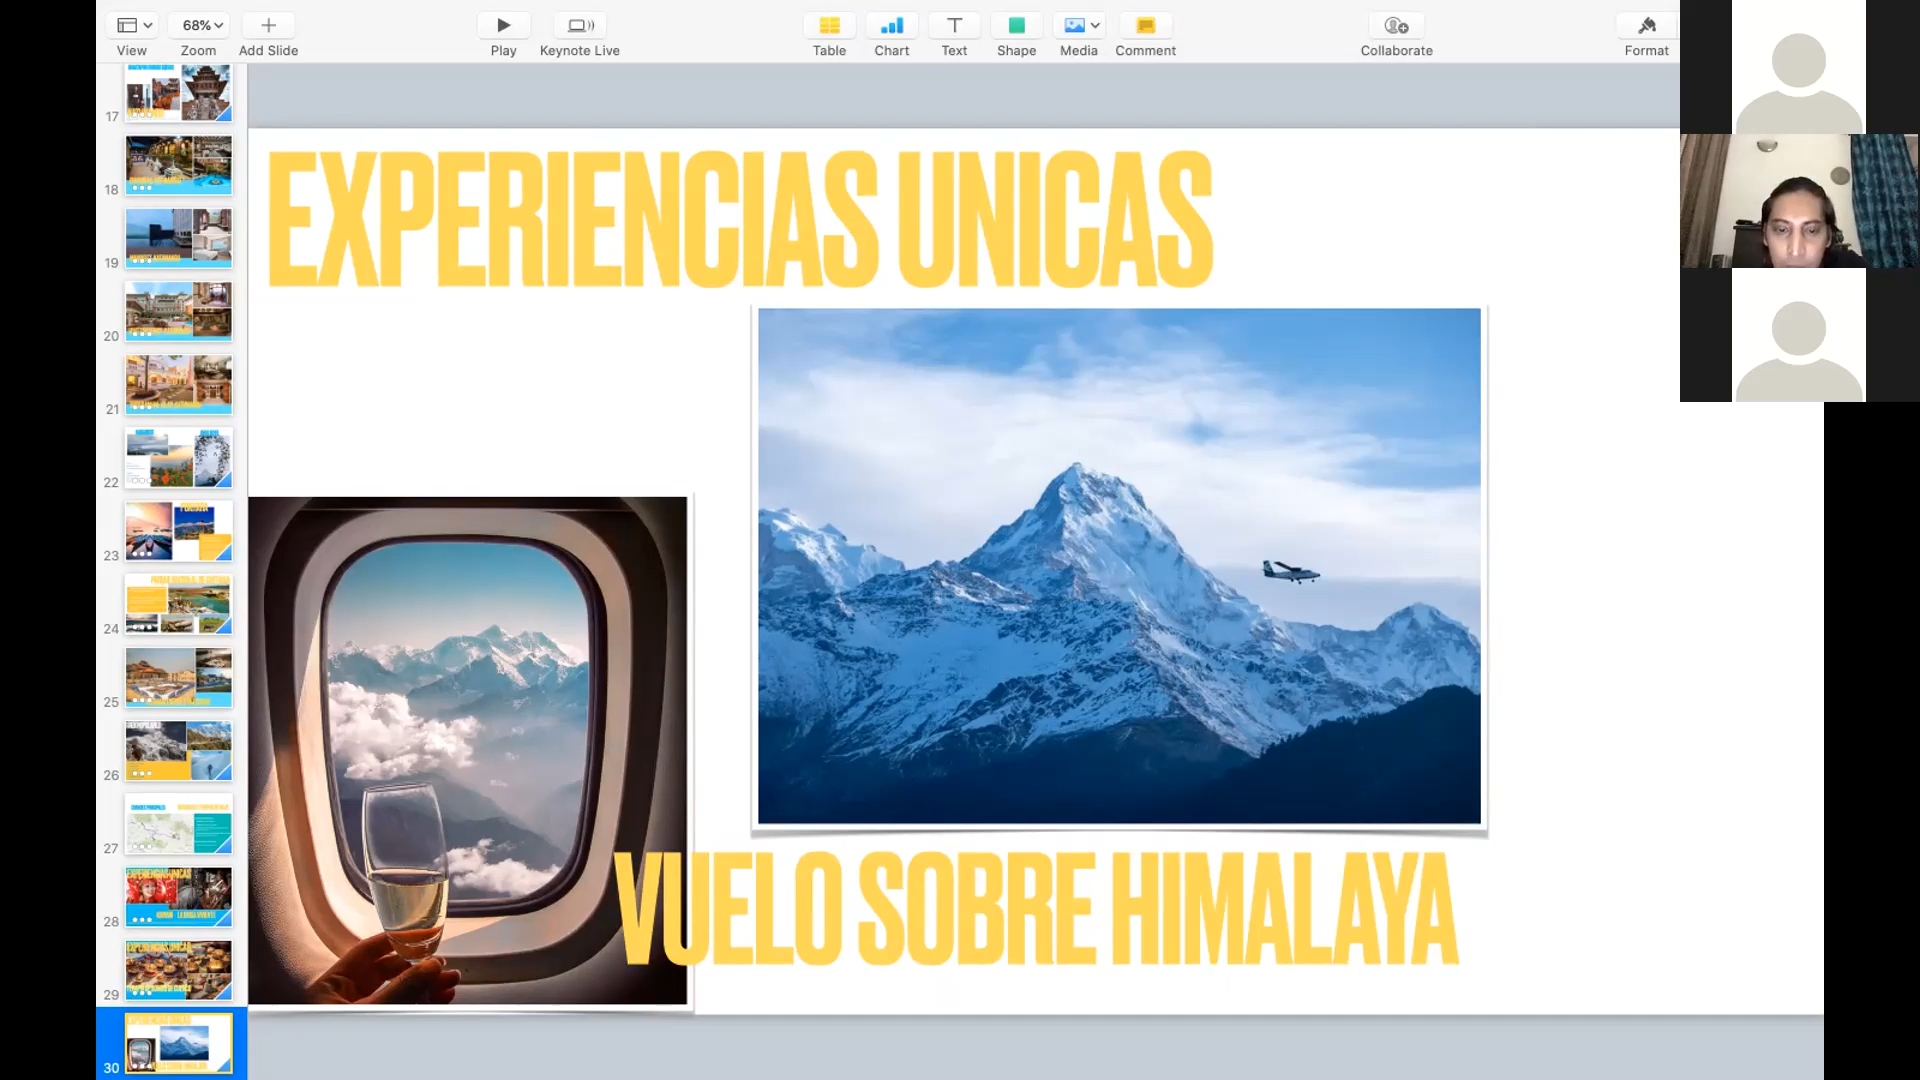 68%
View
Zoom
Add Slide
Play
Keynote Live
Table
Chart
Text
Shape
Media
Comment
Collaborate
Format
17
18
19
20
21
22
23
24
25
26
27
28
29
30
EXPERIENCIAS UNICAS
VUELO SOBRE HIMALAYA